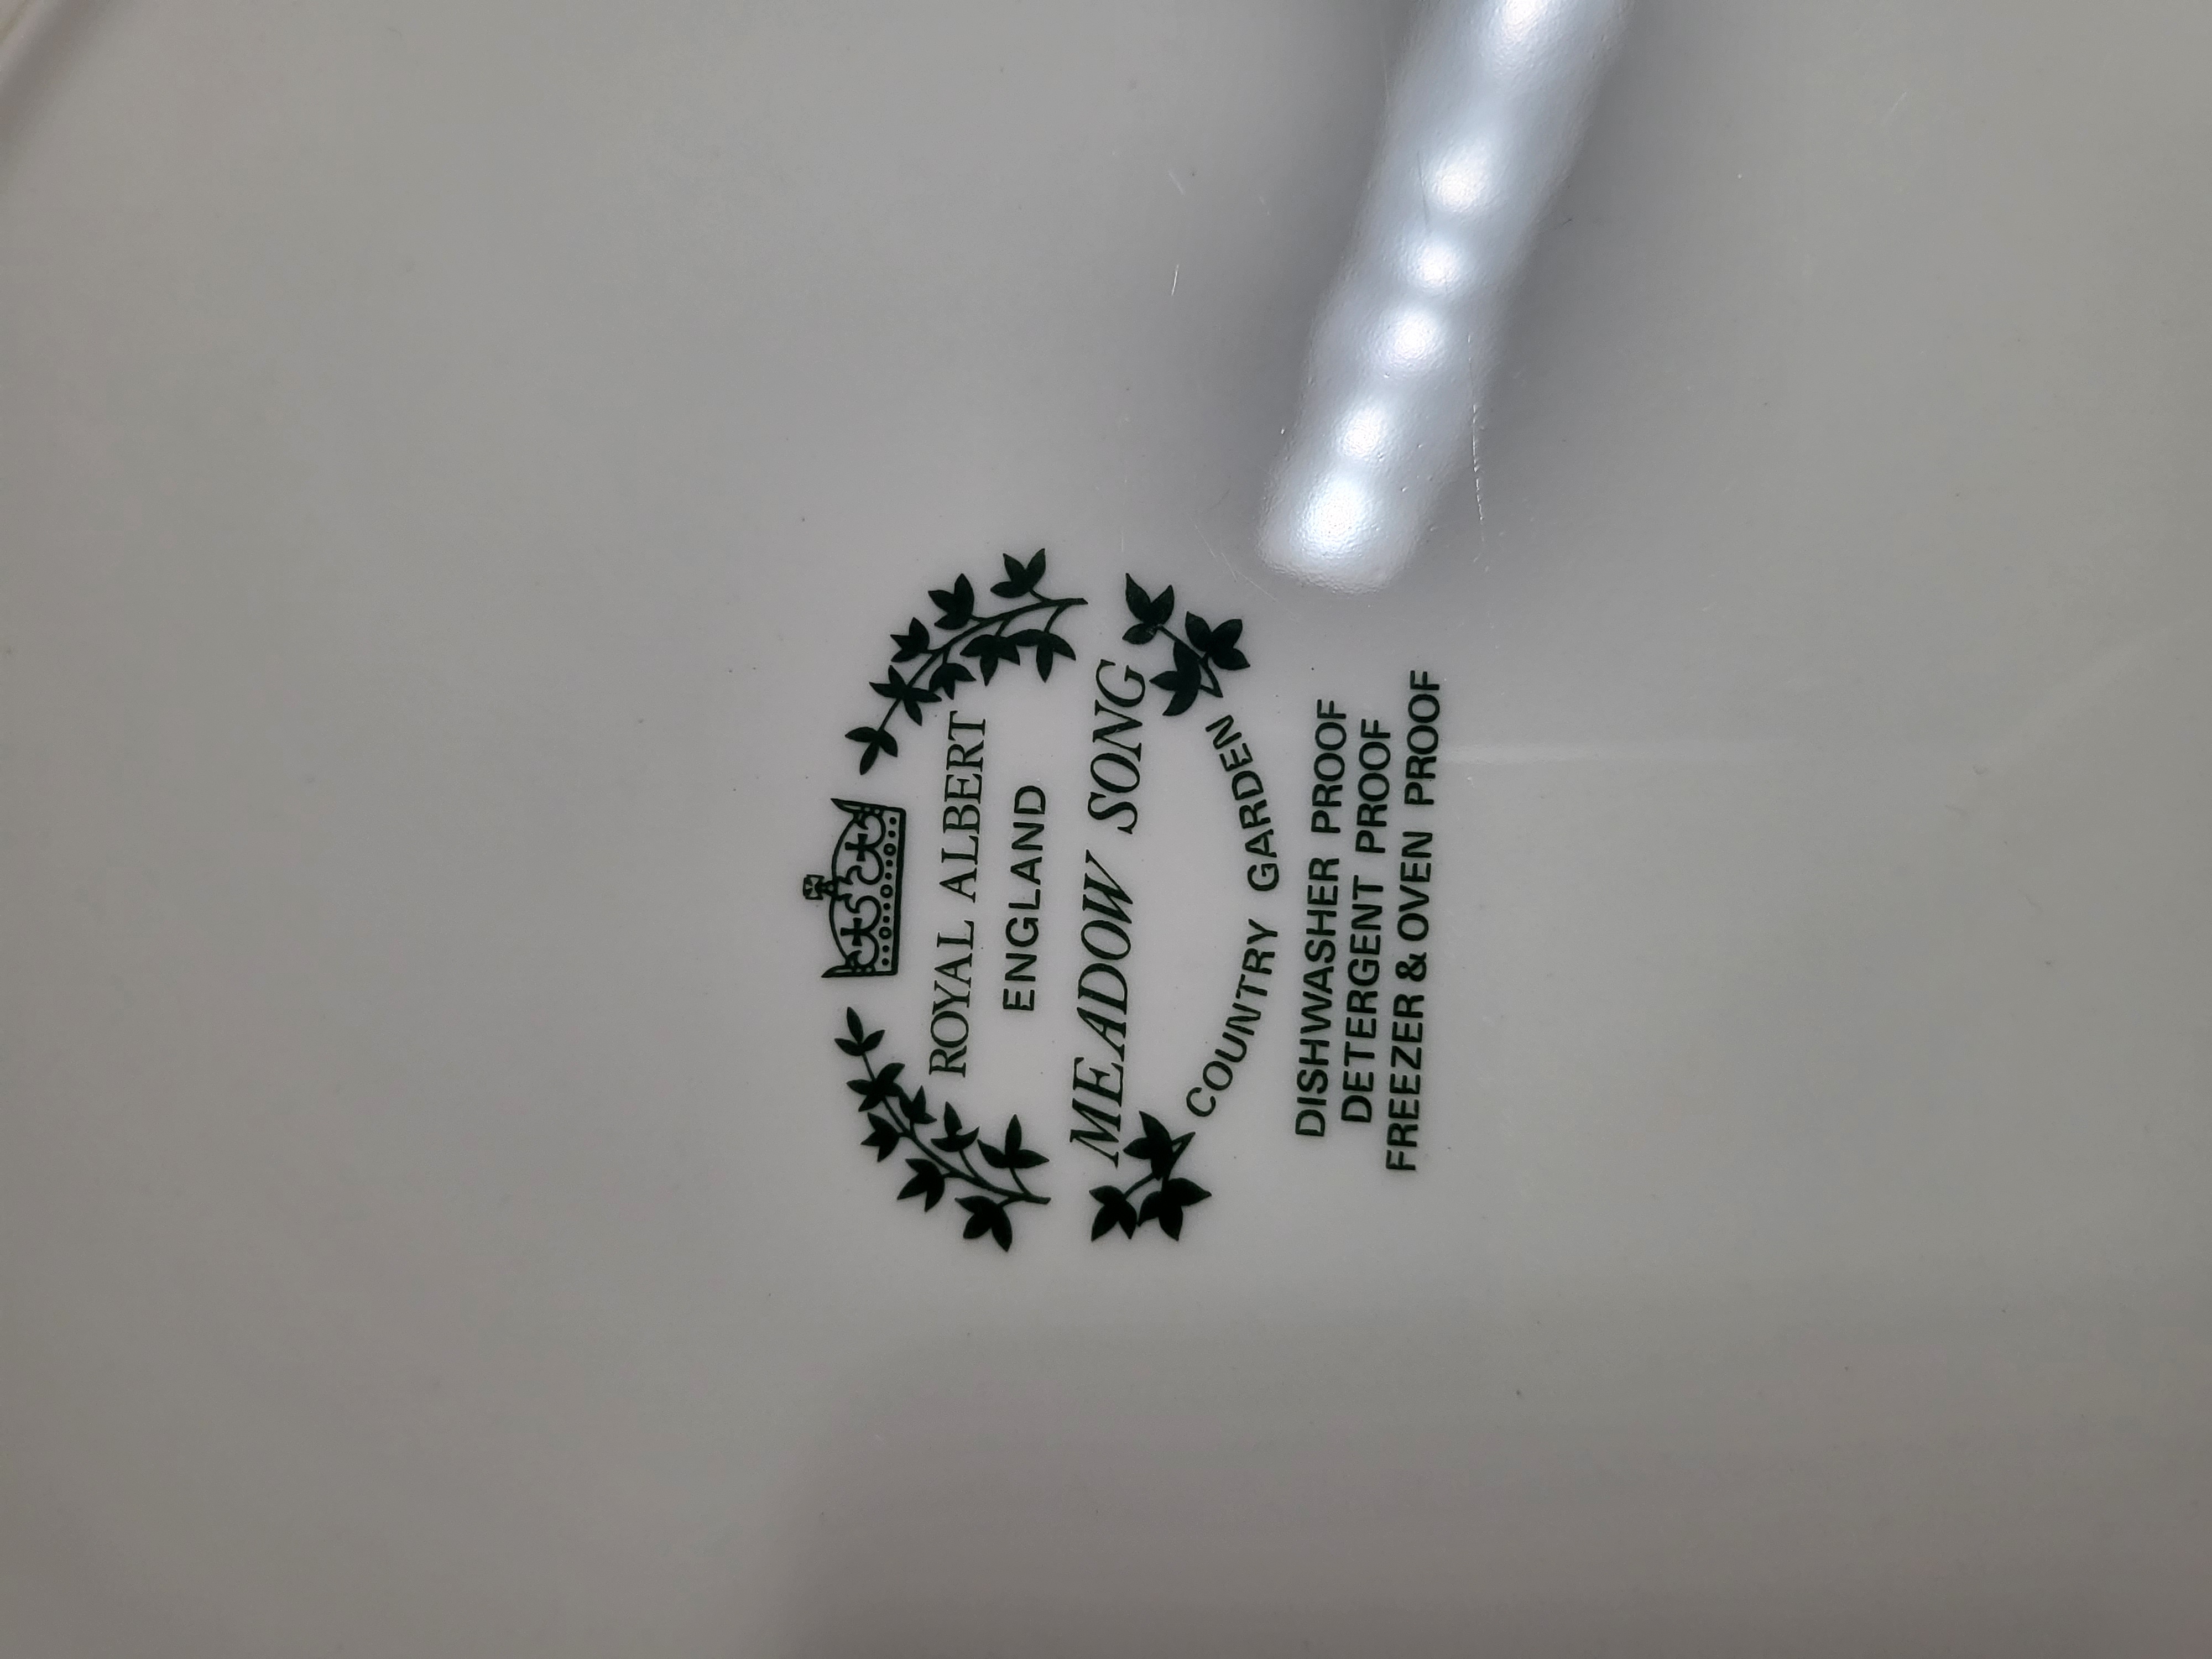 ROYAL ALBERT
ENGLAND
MEADOW SONG
COUNTRY GARDEN
DISHWASHER PROOF
DETERGENT PROOF
FREEZER & OVEN PROOF